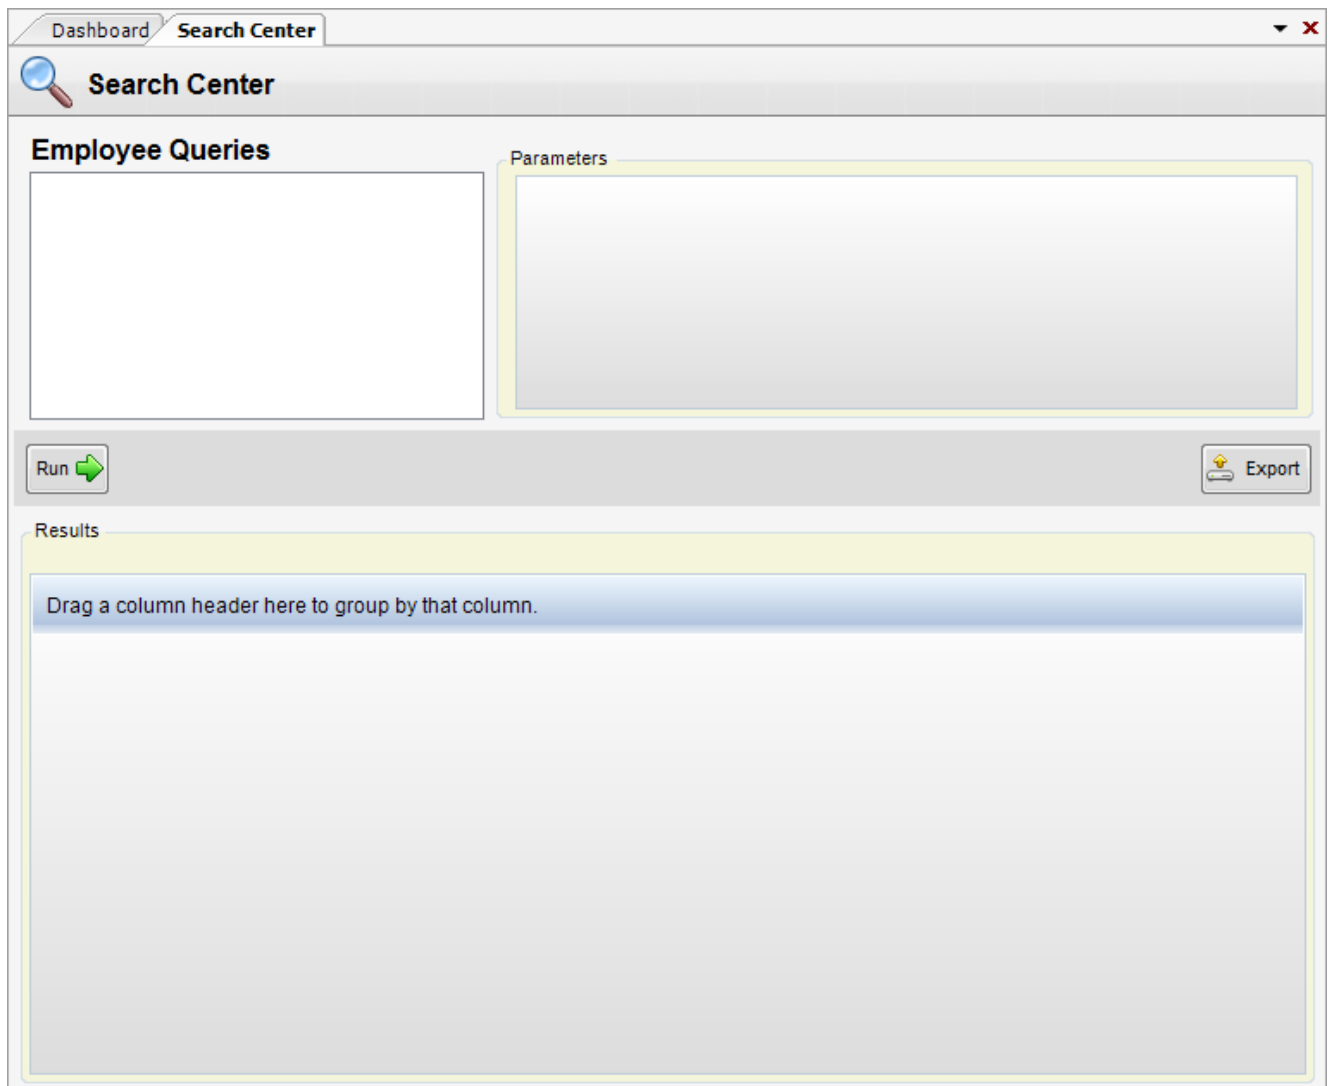 Dashboard
Search Center
Search Center
Employee Queries
Parameters
Run
Export
Results
Drag a column header here to group by that column.